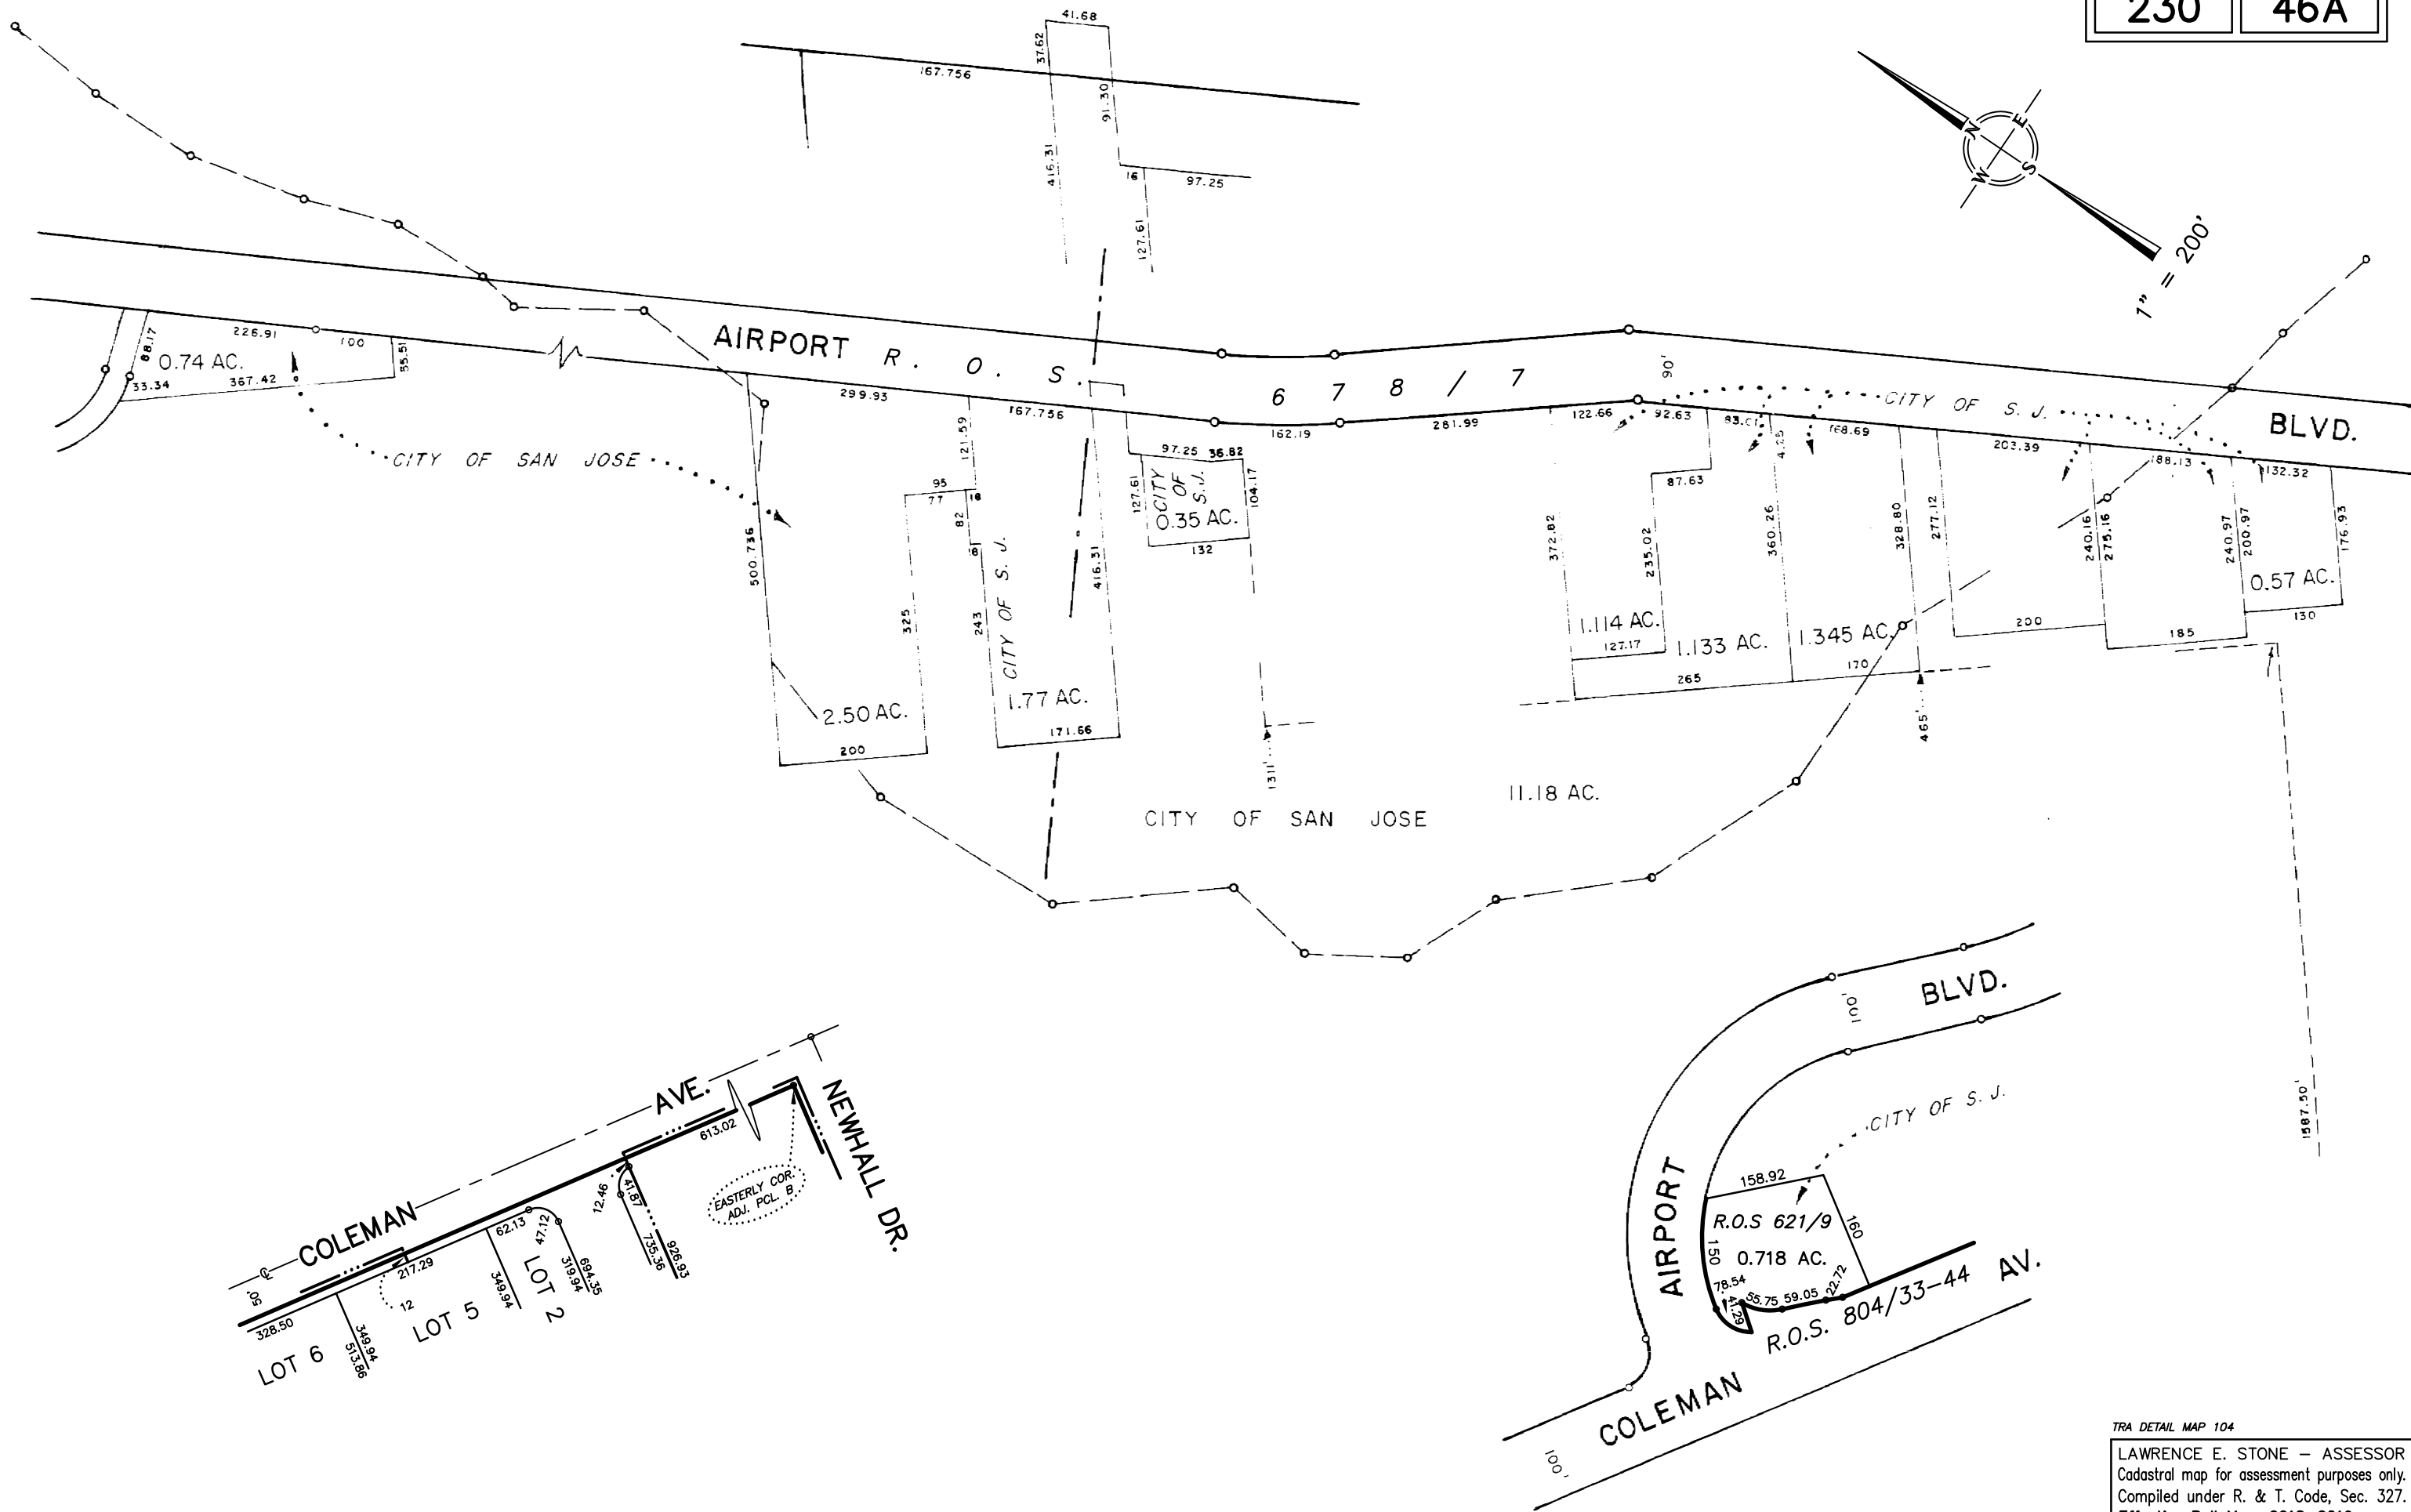 230 46A
41.68
37.62
167.756
91.30
416.31
16
97.25
127.61
N
E
W
S
1" = 200'
AIRPORT R. O. S. 678/7
BLVD.
90'
88.17
226.91
100
55.51
0.74 AC.
33.34
367.42
CITY OF SAN JOSE
299.93
167.756
162.19
281.99
122.66
92.63
168.69
203.39
188.13
132.32
CITY OF S. J.
121.59
95
77
16
82
500.736
325
243
2.50 AC.
200
CITY OF S. J.
1.77 AC.
171.66
416.31
97.25
36.82
127.61
CITY
OF
S.J.
0.35 AC.
104.17
132
1311'
372.82
87.63
235.02
1.114 AC.
127.17
1.133 AC.
265
360.26
1.345 AC.
170
328.80
465'
277.12
200
240.16
275.16
185
240.97
200.97
0.57 AC.
176.93
130
1587.50'
11.18 AC.
CITY OF SAN JOSE
COLEMAN AVE.
NEWHALL DR.
50'
613.02
EASTERLY COR.
ADJ. PCL. B
12.46
41.87
735.36
926.93
62.13
47.12
319.94
694.35
LOT 2
217.29
349.94
12
LOT 5
328.50
349.94
513.86
LOT 6
AIRPORT BLVD.
100'
CITY OF S. J.
158.92
R.O.S 621/9
160
150
0.718 AC.
78.54
41.29
55.75
59.05
22.72
R.O.S. 804/33-44
COLEMAN AV.
100'
TRA DETAIL MAP 104
LAWRENCE E. STONE — ASSESSOR
Cadastral map for assessment purposes only.
Compiled under R. & T. Code, Sec. 327.